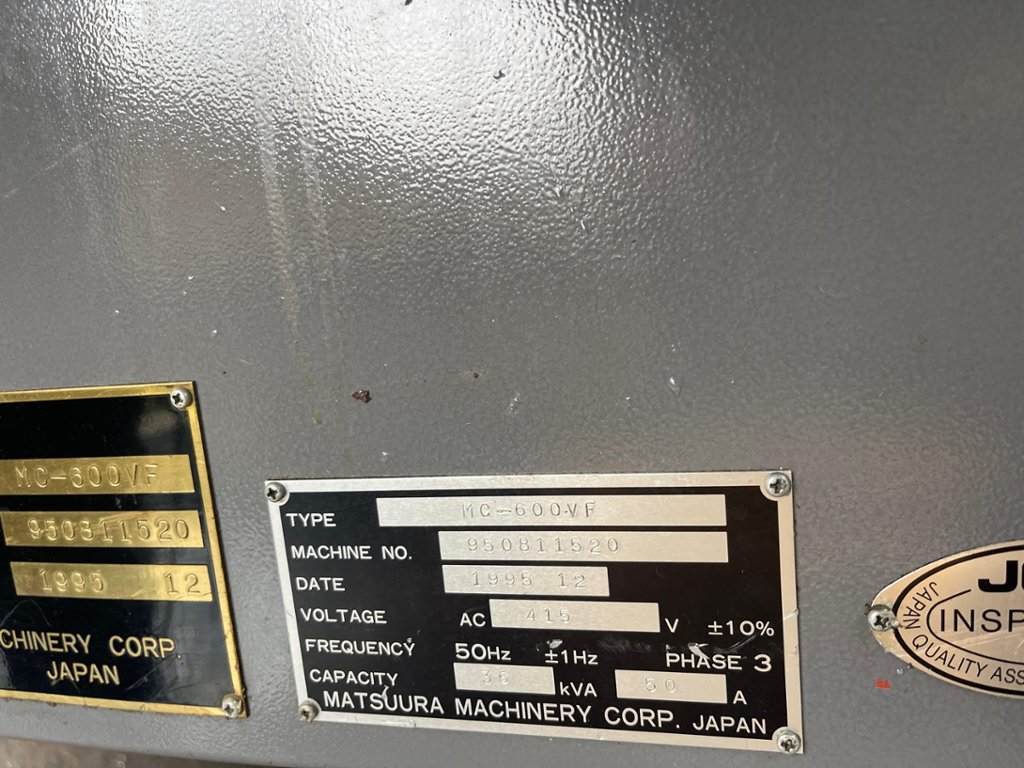 MC-600VF
950811520
1995 12
CHINERY CORP.
JAPAN
TYPE MC-600VF
MACHINE NO. 950811520
DATE 1995 12
VOLTAGE AC 415 V ±10%
FREQUENCY 50Hz ±1Hz PHASE 3
CAPACITY 36 kVA 50 A
MATSUURA MACHINERY CORP. JAPAN
INSP
JAPAN QUALITY ASS